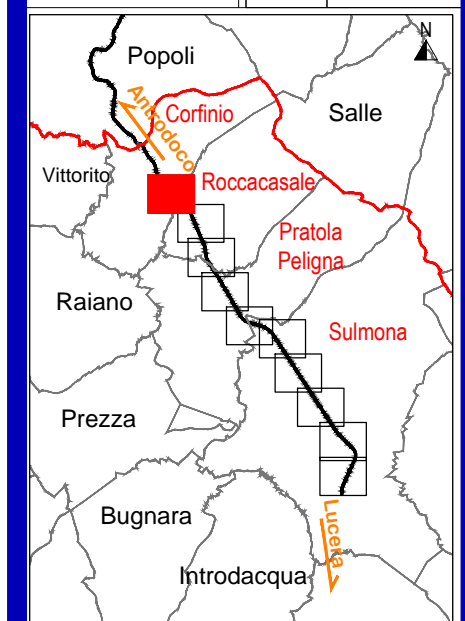 N
Popoli
Antrodoco
Corfinio
Salle
Vittorito
Roccacasale
Pratola
Peligna
Raiano
Sulmona
Prezza
Bugnara
Lucera
Introdacqua